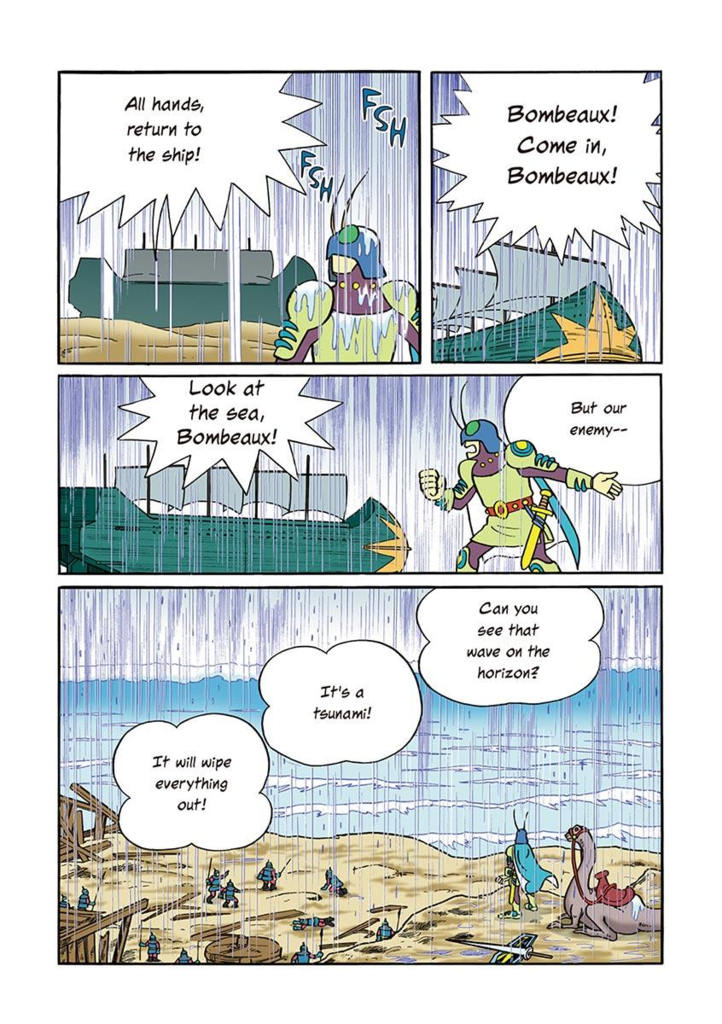 Bombeaux!
Come in,
Bombeaux!
All hands,
return to
the ship!
FSH
FSH
But our
enemy--
Look at
the sea,
Bombeaux!
Can you
see that
wave on the
horizon?
It's a
tsunami!
It will wipe
everything
out!